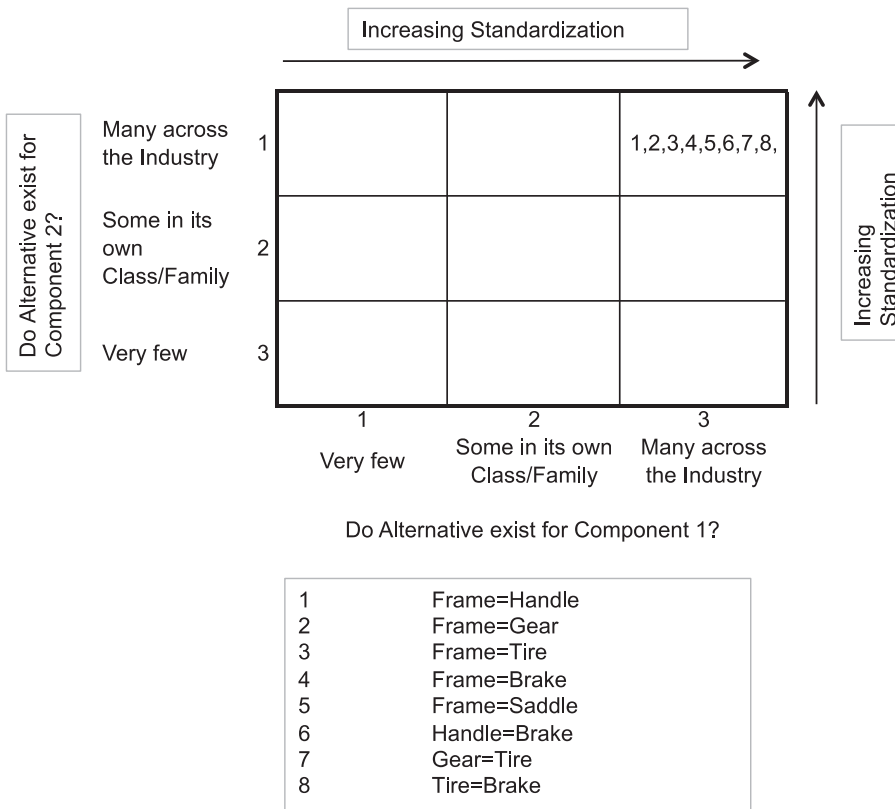 Increasing Standardization
Do Alternative exist for
Component 2?
Many across
the Industry
1
1,2,3,4,5,6,7,8,
Some in its
own
Class/Family
2
Very few
3
Increasing
Standardization
1
2
3
Very few
Some in its own
Class/Family
Many across
the Industry
Do Alternative exist for Component 1?
1 Frame=Handle
2 Frame=Gear
3 Frame=Tire
4 Frame=Brake
5 Frame=Saddle
6 Handle=Brake
7 Gear=Tire
8 Tire=Brake